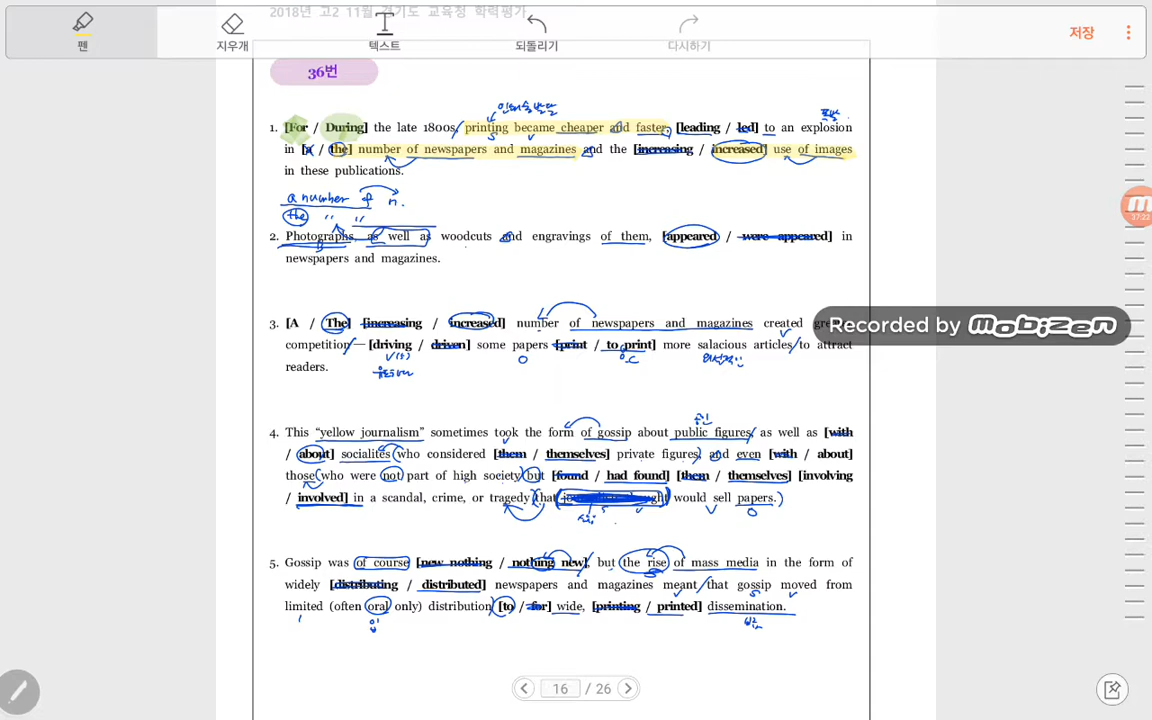 2018년 고2 11월 경기도 교육청 학력평가
펜
지우개
텍스트
되돌리기
다시하기
저장
36번
1. [For / During] the late 1800s, printing became cheaper and faster, [leading / led] to an explosion
in [a / the] number of newspapers and magazines and the [increasing / increased] use of images
in these publications.
a number of n.
the " "
2. Photographs, as well as woodcuts and engravings of them, [appeared / were appeared] in
newspapers and magazines.
3. [A / The] [increasing / increased] number of newspapers and magazines created
competition — [driving / driven] some papers [print / to print] more salacious articles to attract
readers.
Recorded by mobizen
37:23
4. This “yellow journalism” sometimes took the form of gossip about public figures, as well as [with
/ about] socialites who considered [them / themselves] private figures, and even [with / about]
those who were not part of high society but [found / had found] [them / themselves] [involving
/ involved] in a scandal, crime, or tragedy that would sell papers.
5. Gossip was of course [new nothing / nothing new], but the rise of mass media in the form of
widely [distributing / distributed] newspapers and magazines meant that gossip moved from
limited (often oral only) distribution [to / for] wide, [printing / printed] dissemination.
16 / 26